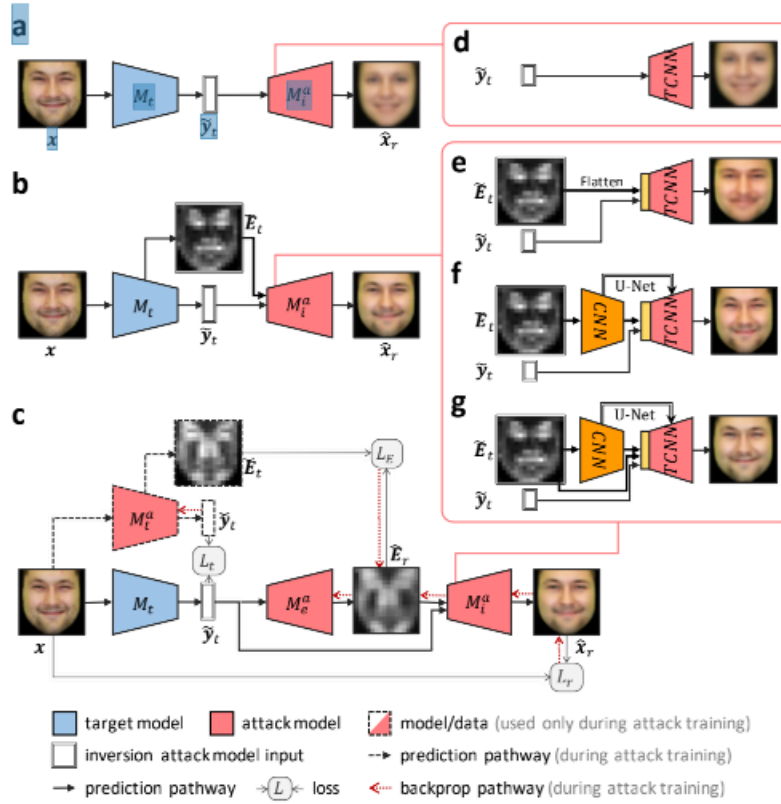 a
x
M_t
ỹ_t
M_i^a
x̂_r
d
ỹ_t
TCNN
b
x
M_t
Ẽ_t
ỹ_t
M_i^a
x̂_r
e
Ẽ_t
Flatten
ỹ_t
TCNN
f
Ẽ_t
CNN
U-Net
TCNN
ỹ_t
g
Ẽ_t
CNN
U-Net
TCNN
ỹ_t
c
Ẽ_t
L_E
M_t^a
ỹ_t
L_t
Ê_r
x
M_t
ỹ_t
M_e^a
M_i^a
x̂_r
L_r
target model
attack model
model/data (used only during attack training)
inversion attack model input
prediction pathway (during attack training)
prediction pathway
L loss
backprop pathway (during attack training)